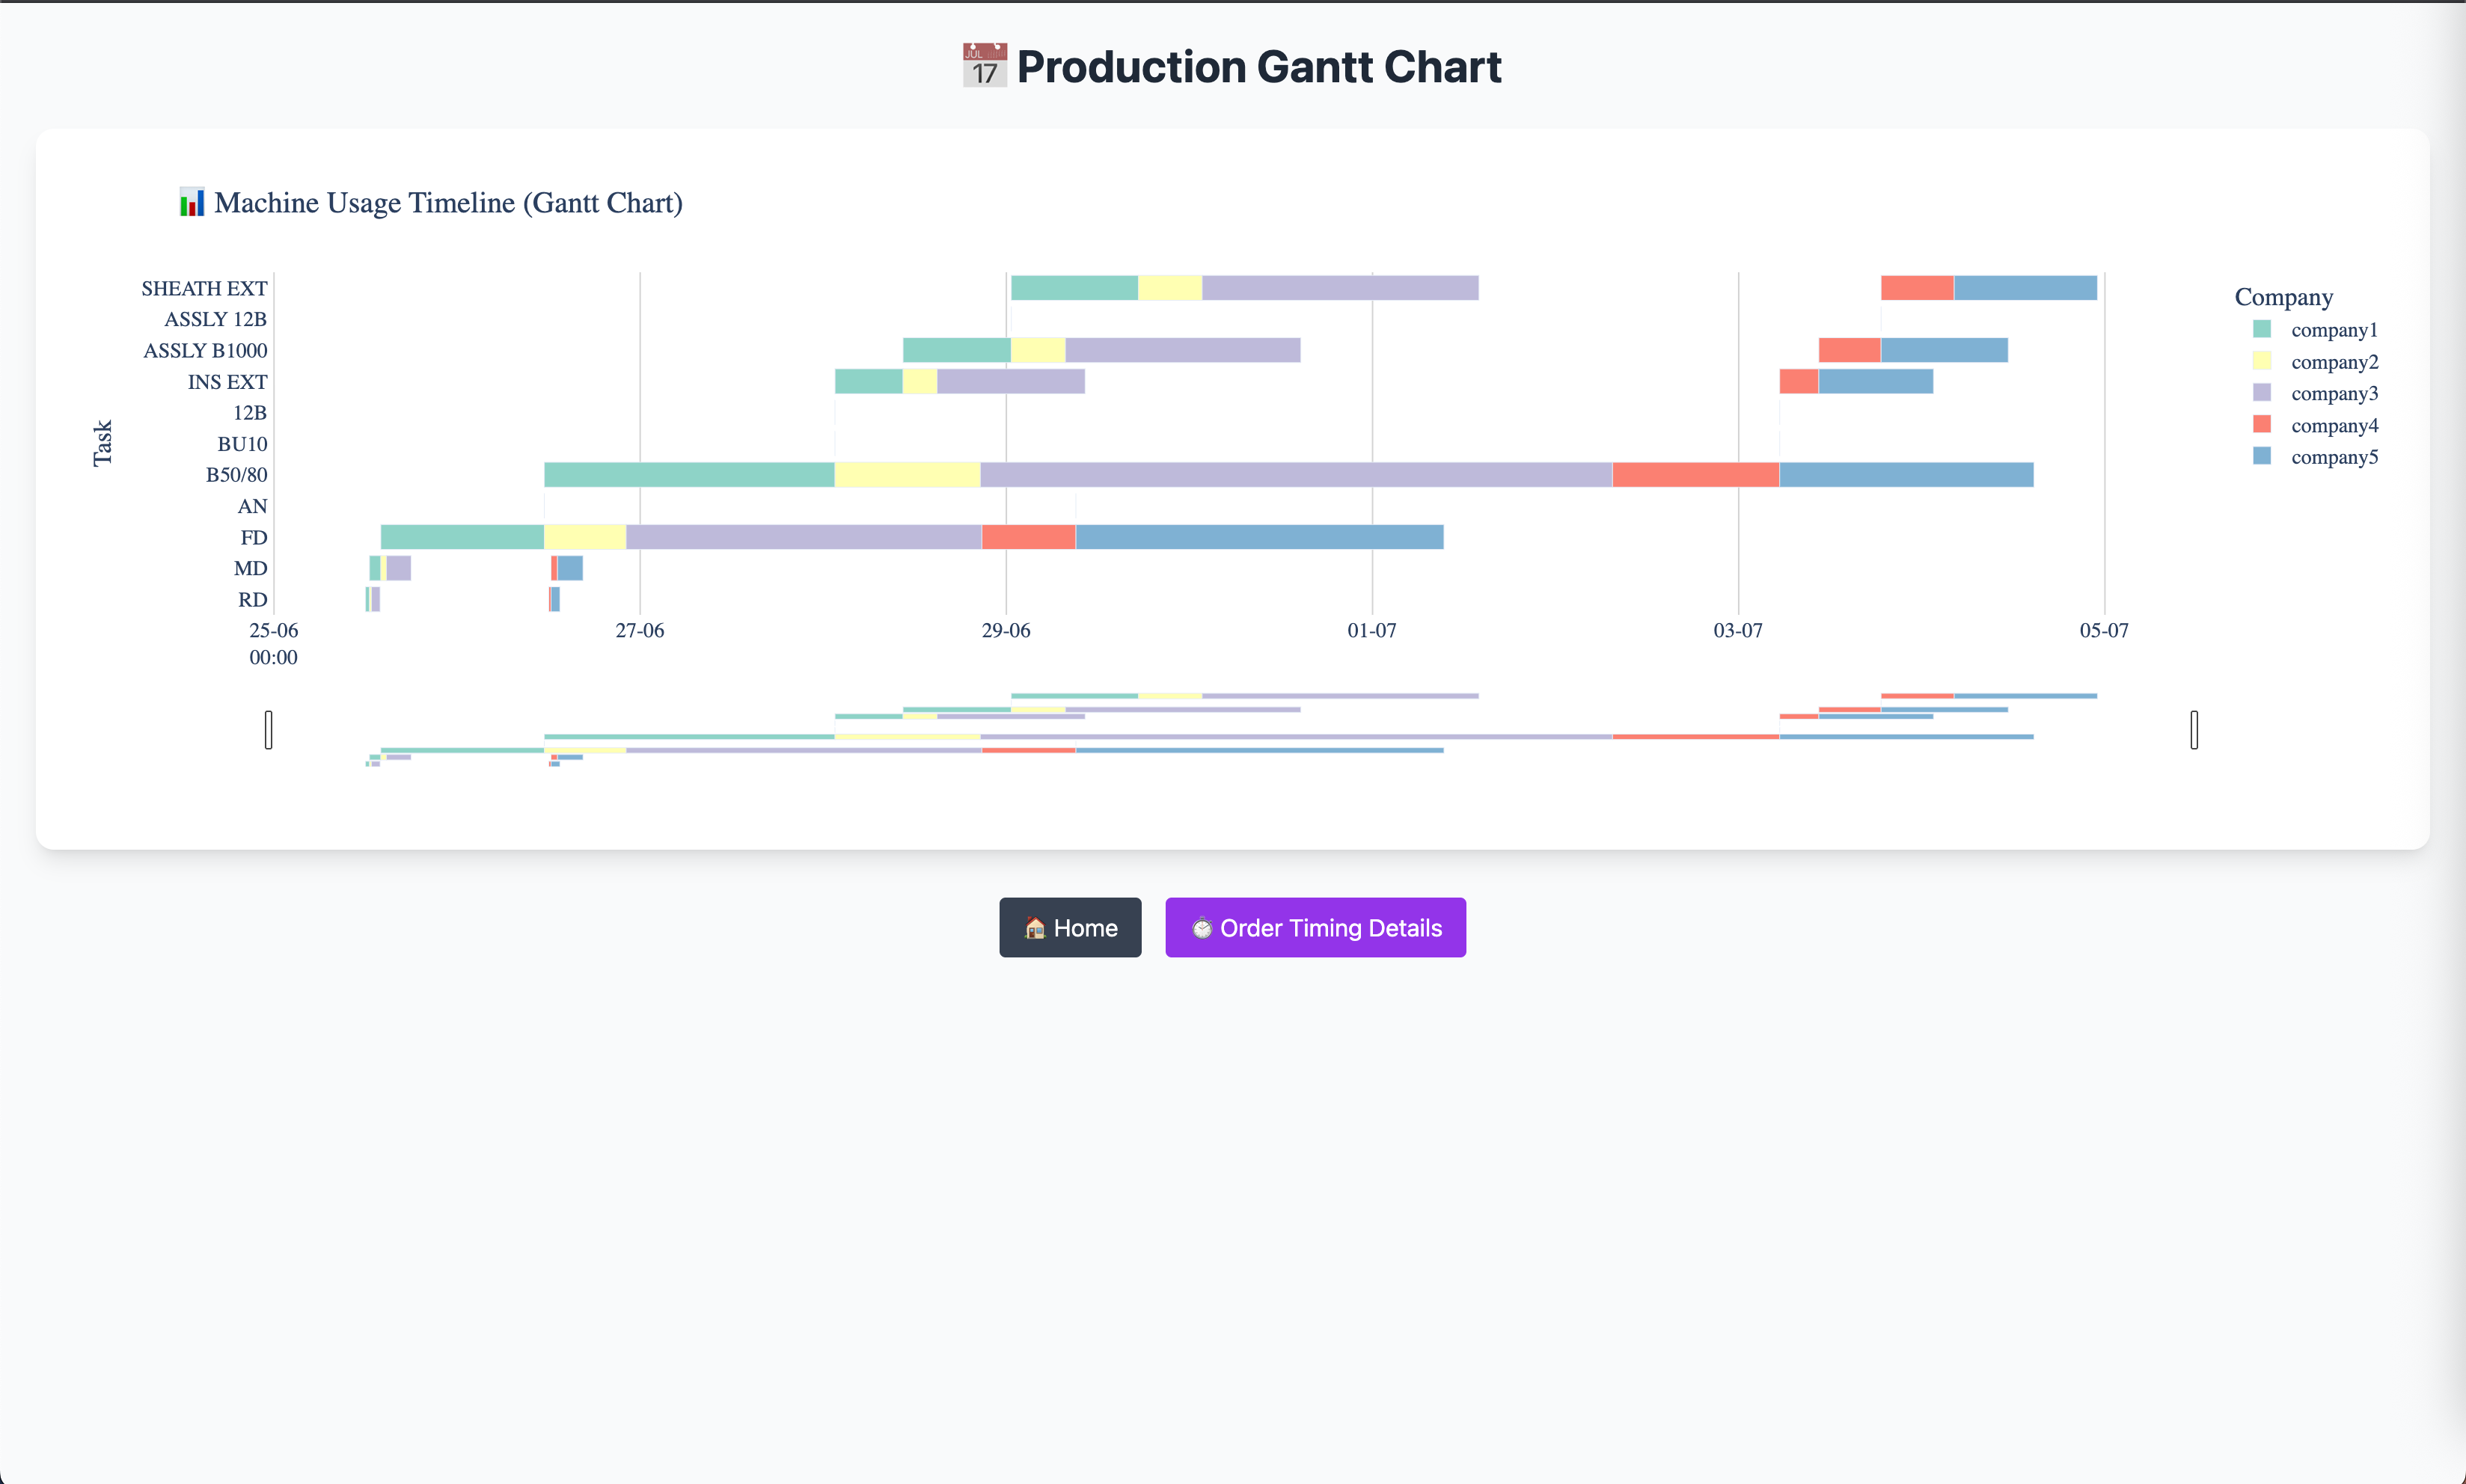 Production Gantt Chart
Machine Usage Timeline (Gantt Chart)
Task
SHEATH EXT
ASSLY 12B
ASSLY B1000
INS EXT
12B
BU10
B50/80
AN
FD
MD
RD
25-06
00:00
27-06
29-06
01-07
03-07
05-07
Company
company1
company2
company3
company4
company5
Home
Order Timing Details